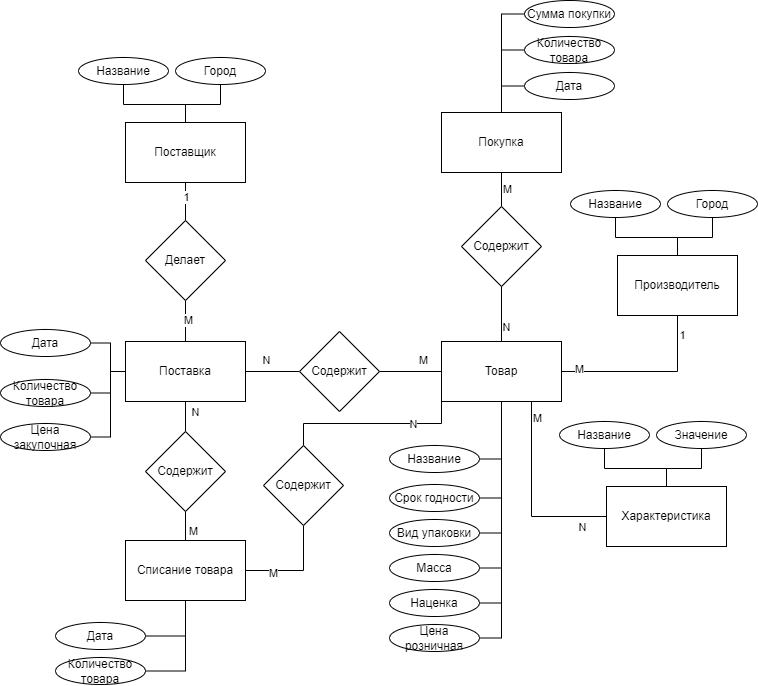 Сумма покупки
Количество
товара
Дата
Название
Город
Поставщик
Покупка
1
М
Название
Город
Делает
Содержит
Производитель
М
N
1
Дата
Поставка
N
Содержит
М
Товар
М
Количество
товара
Цена
закупочная
N
N
М
Название
Значение
Содержит
Содержит
Название
Срок годности
Характеристика
N
М
Вид упаковки
Списание товара
М
Масса
Наценка
Дата
Цена
розничная
Количество
товара